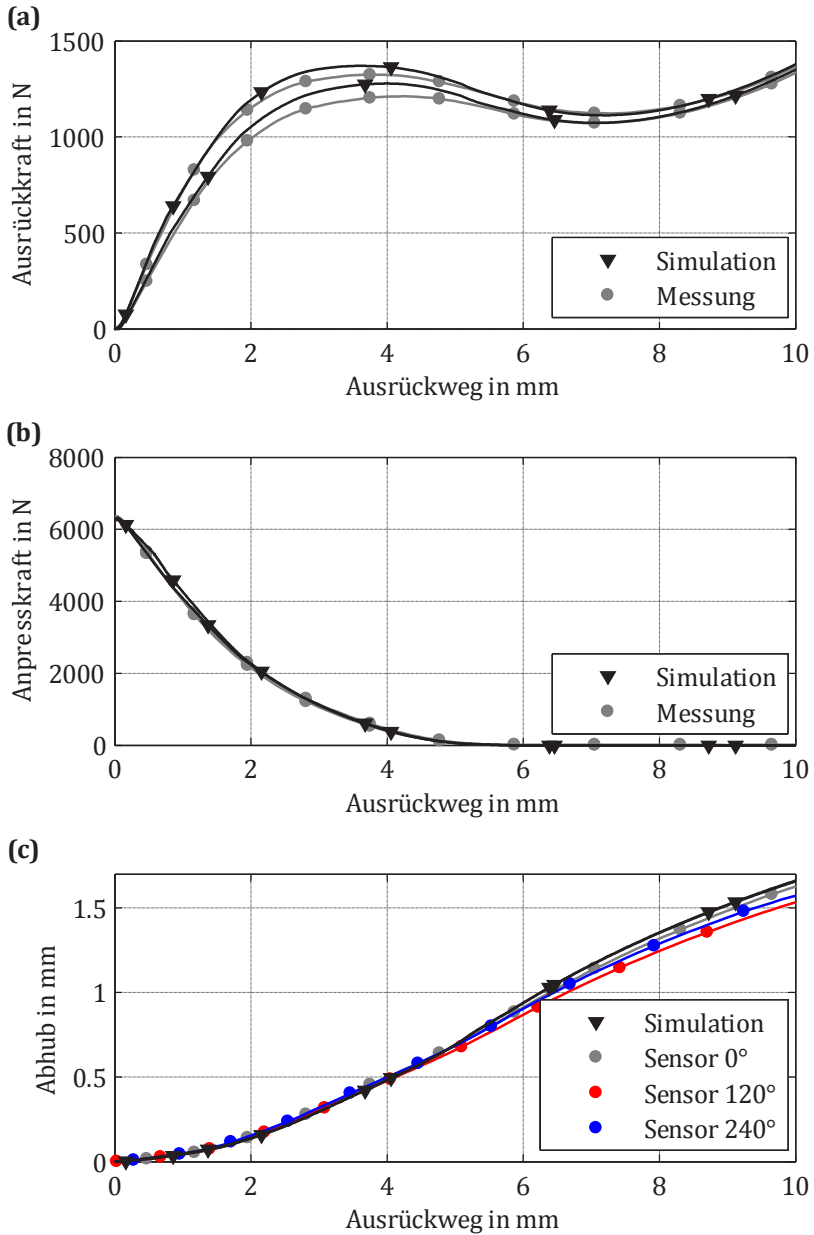 (a)
1500
1000
500
0
Ausrückkraft in N
Simulation
Messung
0 2 4 6 8 10
Ausrückweg in mm
(b)
8000
6000
4000
2000
0
Anpresskraft in N
Simulation
Messung
0 2 4 6 8 10
Ausrückweg in mm
(c)
1.5
1
0.5
0
Abhub in mm
Simulation
Sensor 0°
Sensor 120°
Sensor 240°
0 2 4 6 8 10
Ausrückweg in mm